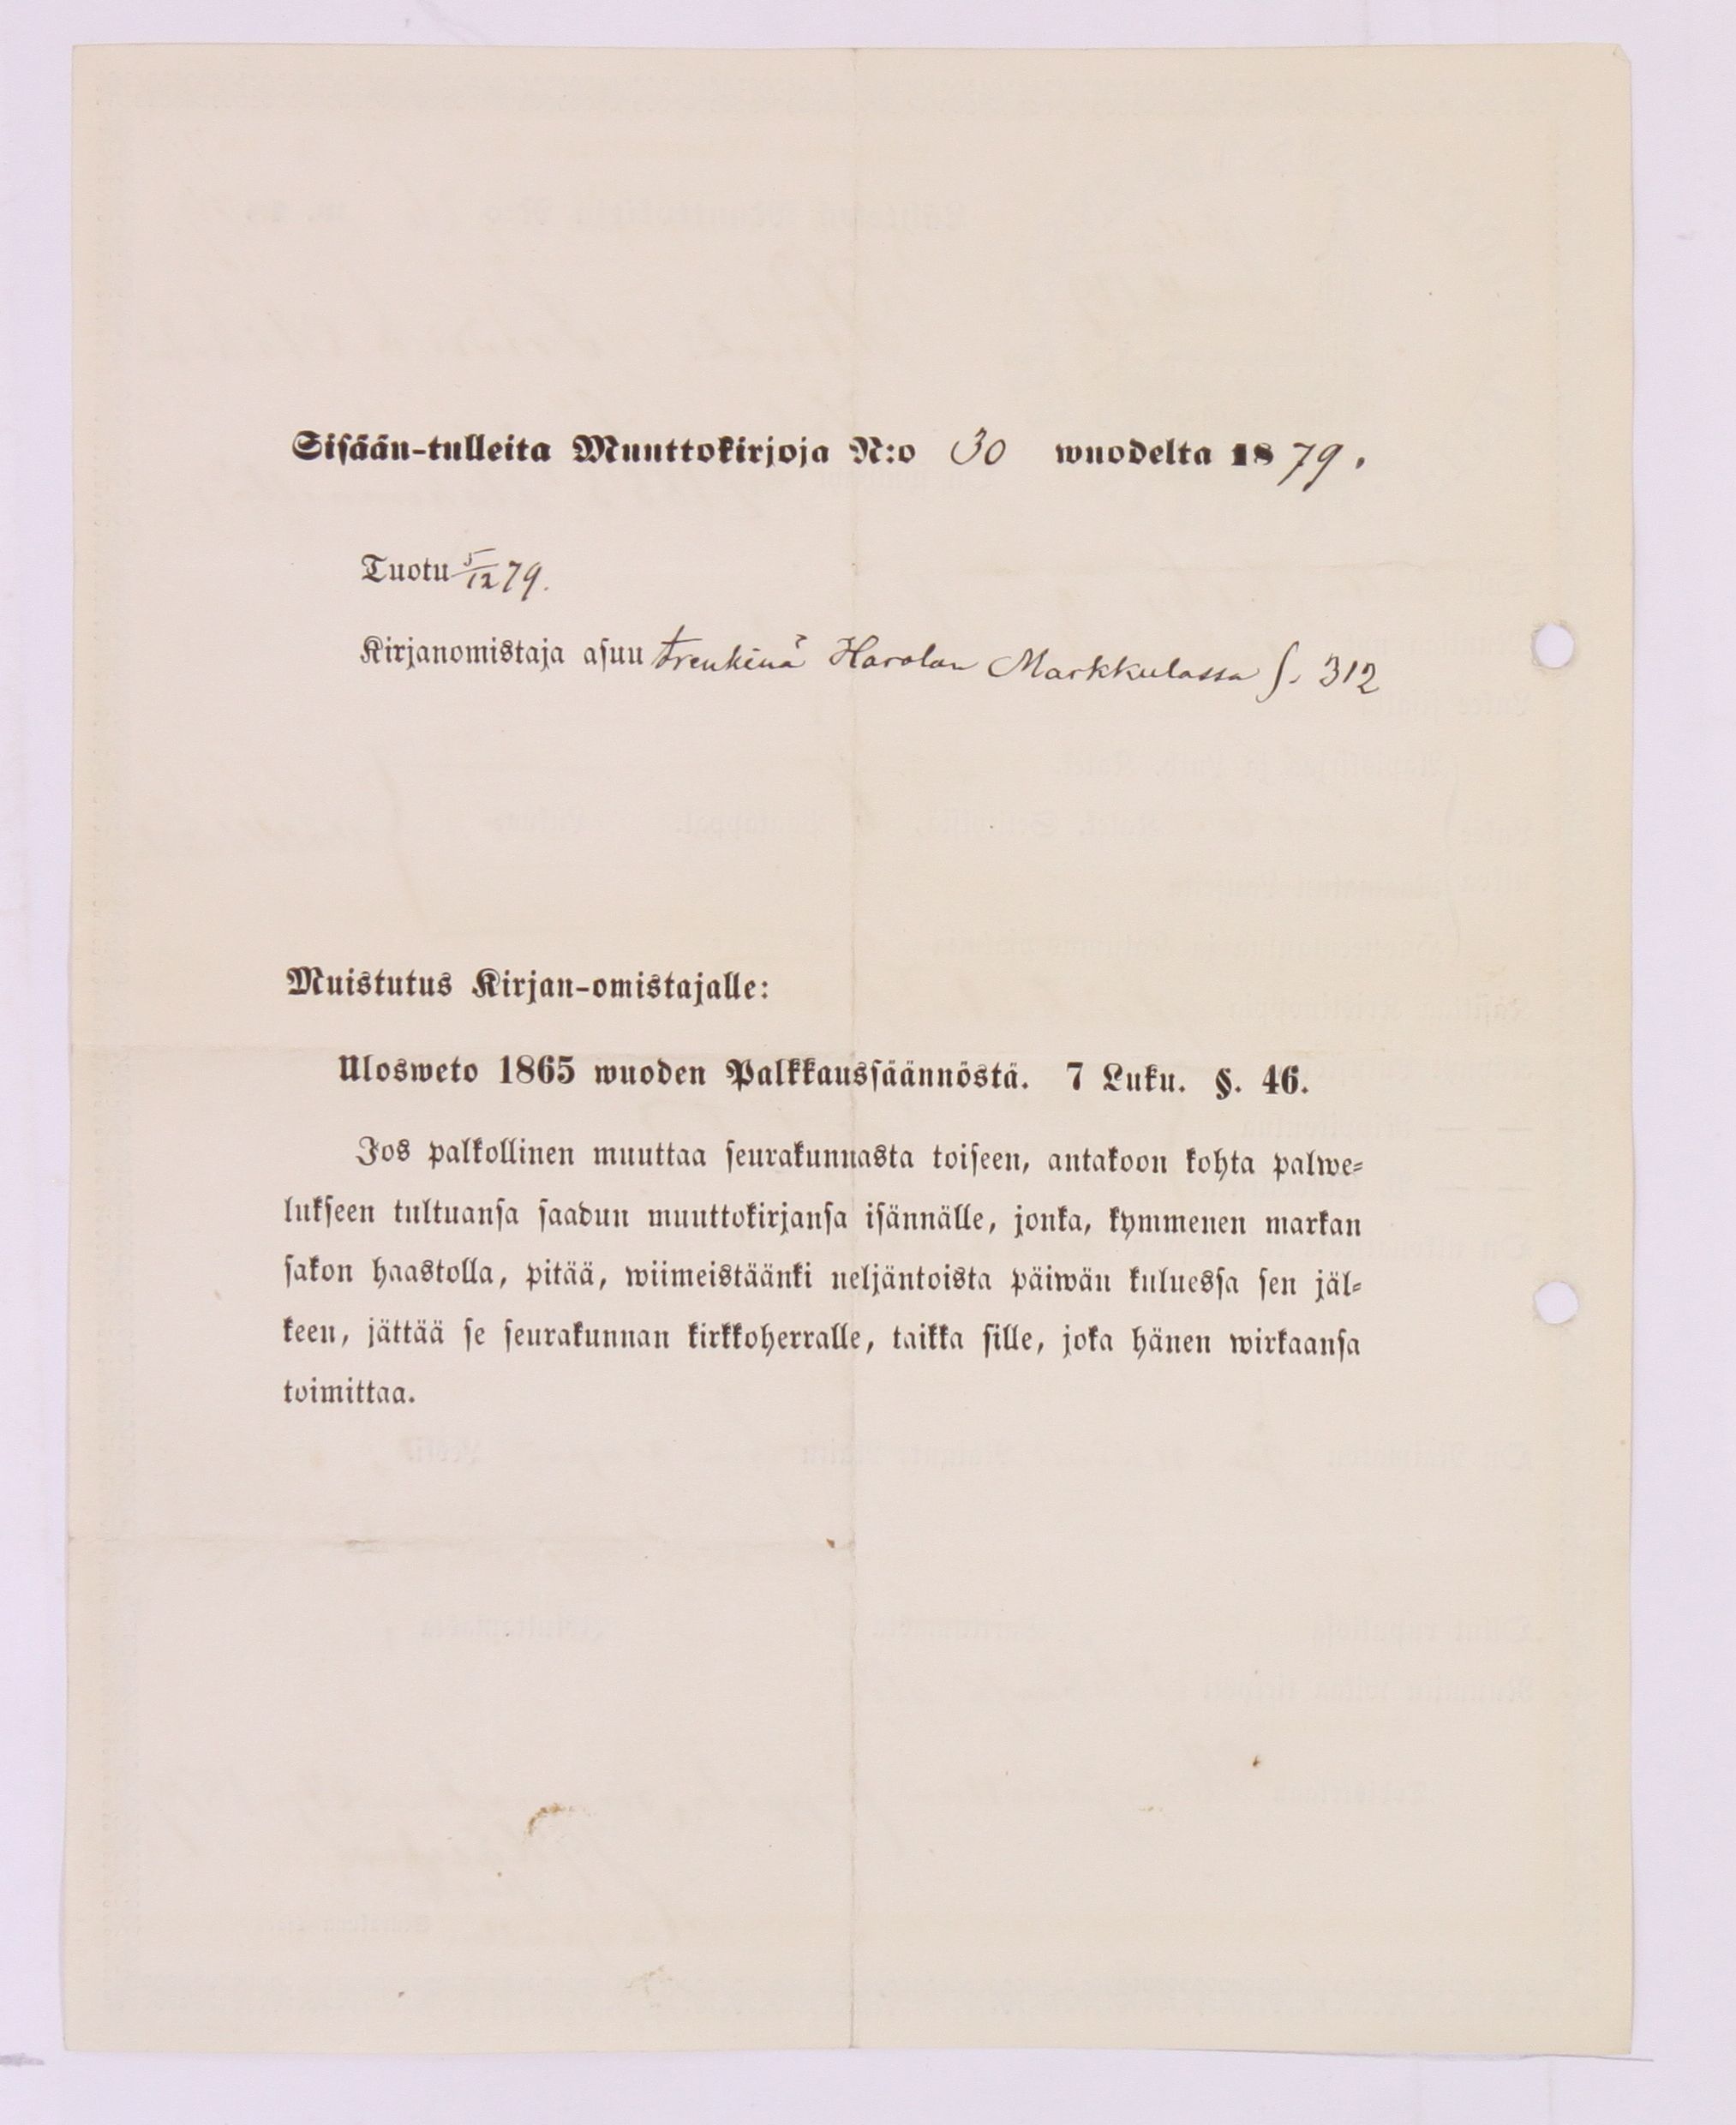 Sisään-tulleita Muuttokirjoja N:o 30 wuodelta 1879.
Tuotu 5/12 79.
Kirjanomistaja asuu trenkinä Harolan Markkulassa S. 312
Muistutus Kirjan-omistajalle:
Ulosweto 1865 wuoden Palkkaussäännöstä. 7 Luku. §. 46.
Jos palkollinen muuttaa seurakunnasta toiseen, antakoon kohta palwe-
lukseen tultuansa saadun muuttokirjansa isännälle, jonka, kymmenen markan
sakon haastolla, pitää, wiimeistäänki neljäntoista päiwän kuluessa sen jäl-
keen, jättää se seurakunnan kirkkoherralle, taikka sille, joka hänen wirkaansa
toimittaa.